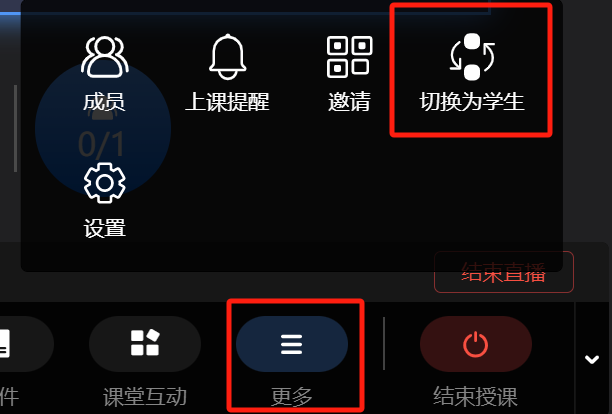 成员 上课提醒 邀请 切换为学生
0/1
设置
结束直播
件 课堂互动 更多 结束授课